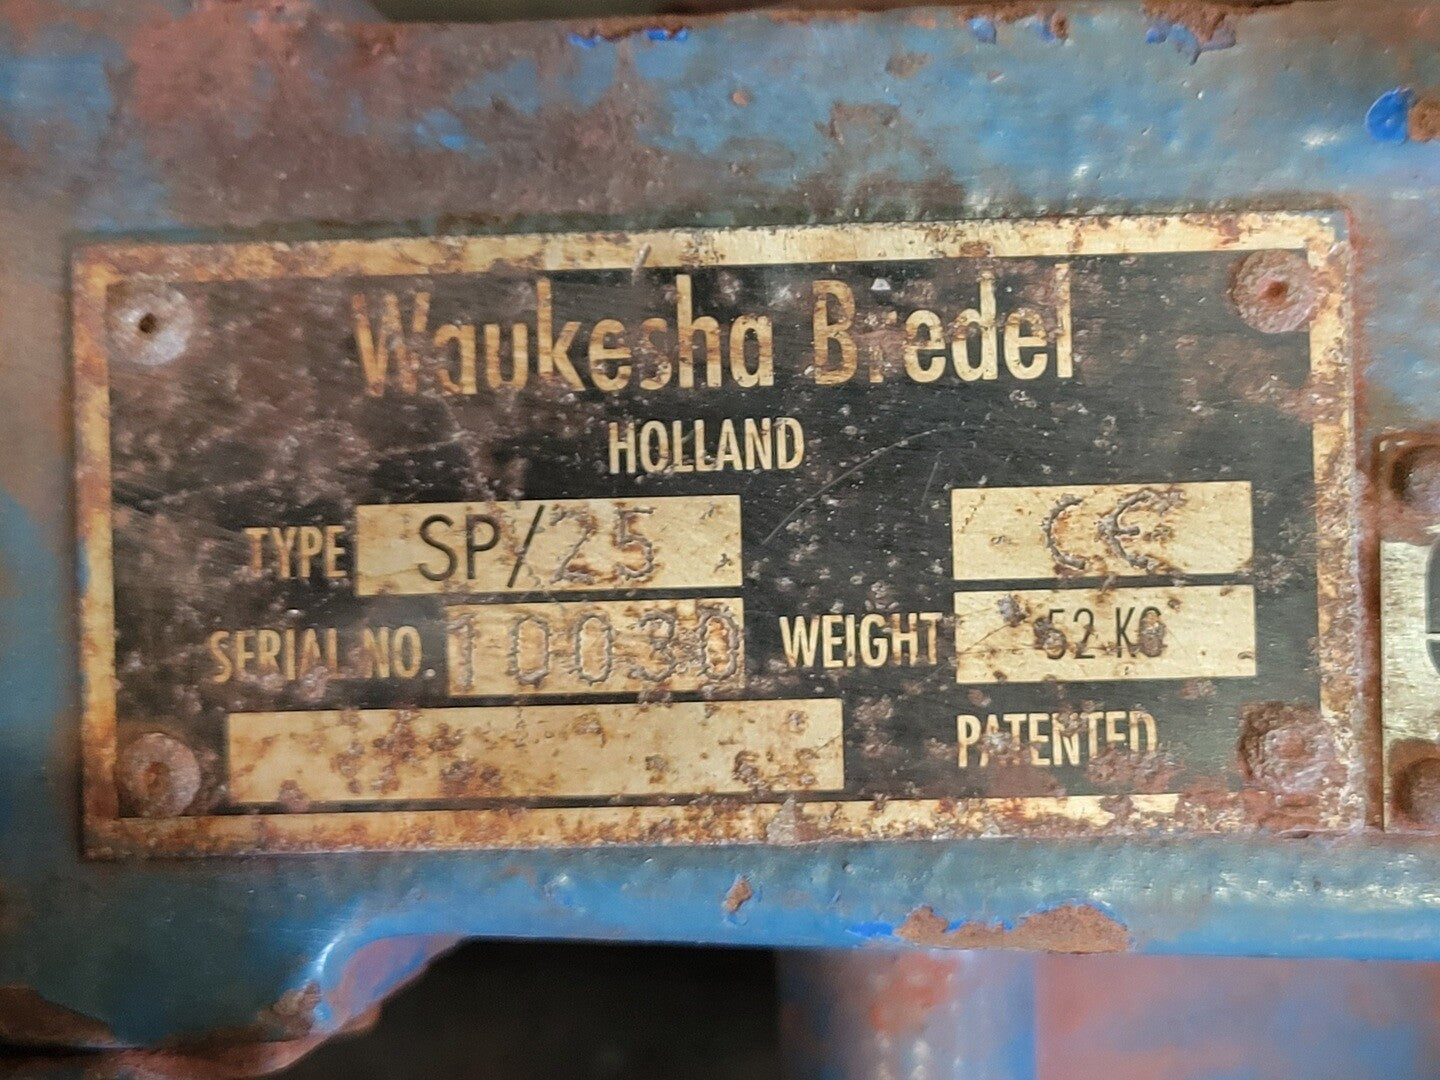 Waukesha Bredel
HOLLAND
TYPE SP/25 CE
SERIAL NO. 10030 WEIGHT 52 KG
PATENTED